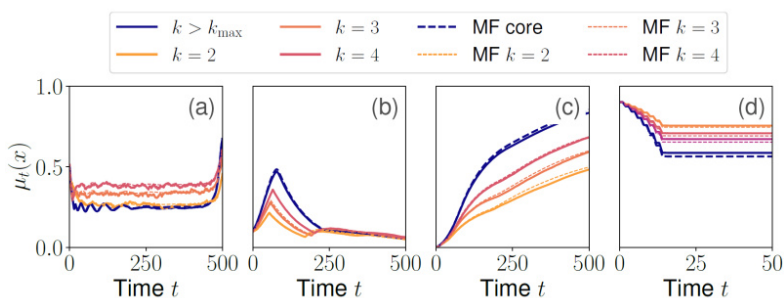 k > k_max k = 3 MF core MF k = 3
k = 2 k = 4 MF k = 2 MF k = 4
μ_t(x)
1.0
0.5
0.0
(a) (b) (c) (d)
0 250 500 0 250 500 0 250 500 0 25 50
Time t Time t Time t Time t